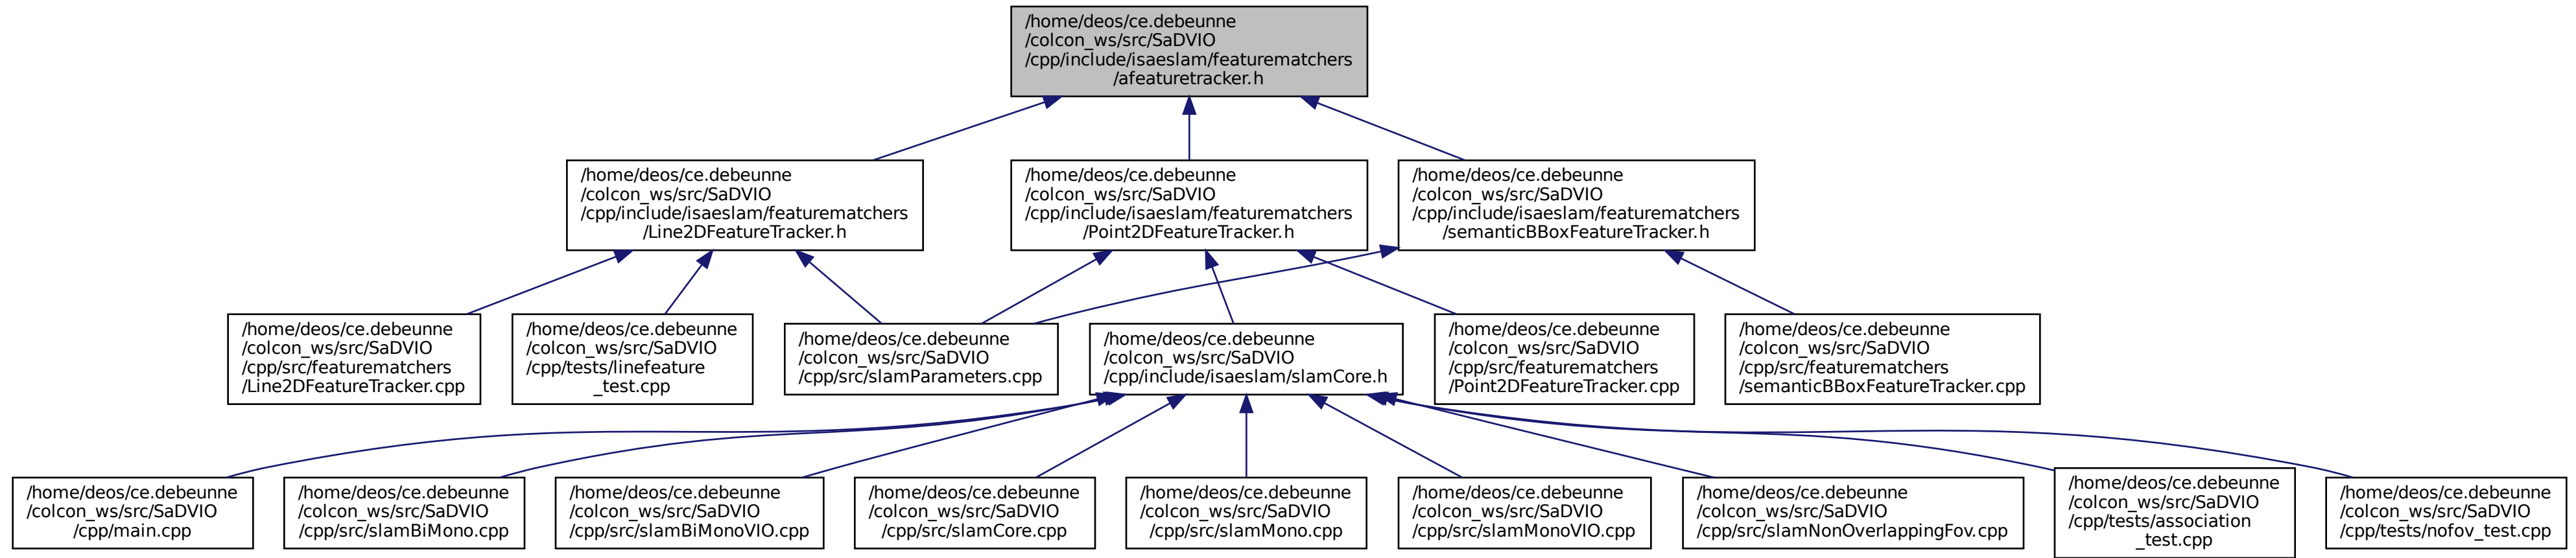 /home/deos/ce.debeunne
/colcon_ws/src/SaDVIO
/cpp/include/isaeslam/featurematchers
/afeaturetracker.h
/home/deos/ce.debeunne
/colcon_ws/src/SaDVIO
/cpp/include/isaeslam/featurematchers
/Line2DFeatureTracker.h
/home/deos/ce.debeunne
/colcon_ws/src/SaDVIO
/cpp/include/isaeslam/featurematchers
/Point2DFeatureTracker.h
/home/deos/ce.debeunne
/colcon_ws/src/SaDVIO
/cpp/include/isaeslam/featurematchers
/semanticBBoxFeatureTracker.h
/home/deos/ce.debeunne
/colcon_ws/src/SaDVIO
/cpp/src/featurematchers
/Line2DFeatureTracker.cpp
/home/deos/ce.debeunne
/colcon_ws/src/SaDVIO
/cpp/tests/linefeature
_test.cpp
/home/deos/ce.debeunne
/colcon_ws/src/SaDVIO
/cpp/src/slamParameters.cpp
/home/deos/ce.debeunne
/colcon_ws/src/SaDVIO
/cpp/include/isaeslam/slamCore.h
/home/deos/ce.debeunne
/colcon_ws/src/SaDVIO
/cpp/src/featurematchers
/Point2DFeatureTracker.cpp
/home/deos/ce.debeunne
/colcon_ws/src/SaDVIO
/cpp/src/featurematchers
/semanticBBoxFeatureTracker.cpp
/home/deos/ce.debeunne
/colcon_ws/src/SaDVIO
/cpp/main.cpp
/home/deos/ce.debeunne
/colcon_ws/src/SaDVIO
/cpp/src/slamBiMono.cpp
/home/deos/ce.debeunne
/colcon_ws/src/SaDVIO
/cpp/src/slamBiMonoVIO.cpp
/home/deos/ce.debeunne
/colcon_ws/src/SaDVIO
/cpp/src/slamCore.cpp
/home/deos/ce.debeunne
/colcon_ws/src/SaDVIO
/cpp/src/slamMono.cpp
/home/deos/ce.debeunne
/colcon_ws/src/SaDVIO
/cpp/src/slamMonoVIO.cpp
/home/deos/ce.debeunne
/colcon_ws/src/SaDVIO
/cpp/src/slamNonOverlappingFov.cpp
/home/deos/ce.debeunne
/colcon_ws/src/SaDVIO
/cpp/tests/association
_test.cpp
/home/deos/ce.debeunne
/colcon_ws/src/SaDVIO
/cpp/tests/nofov_test.cpp